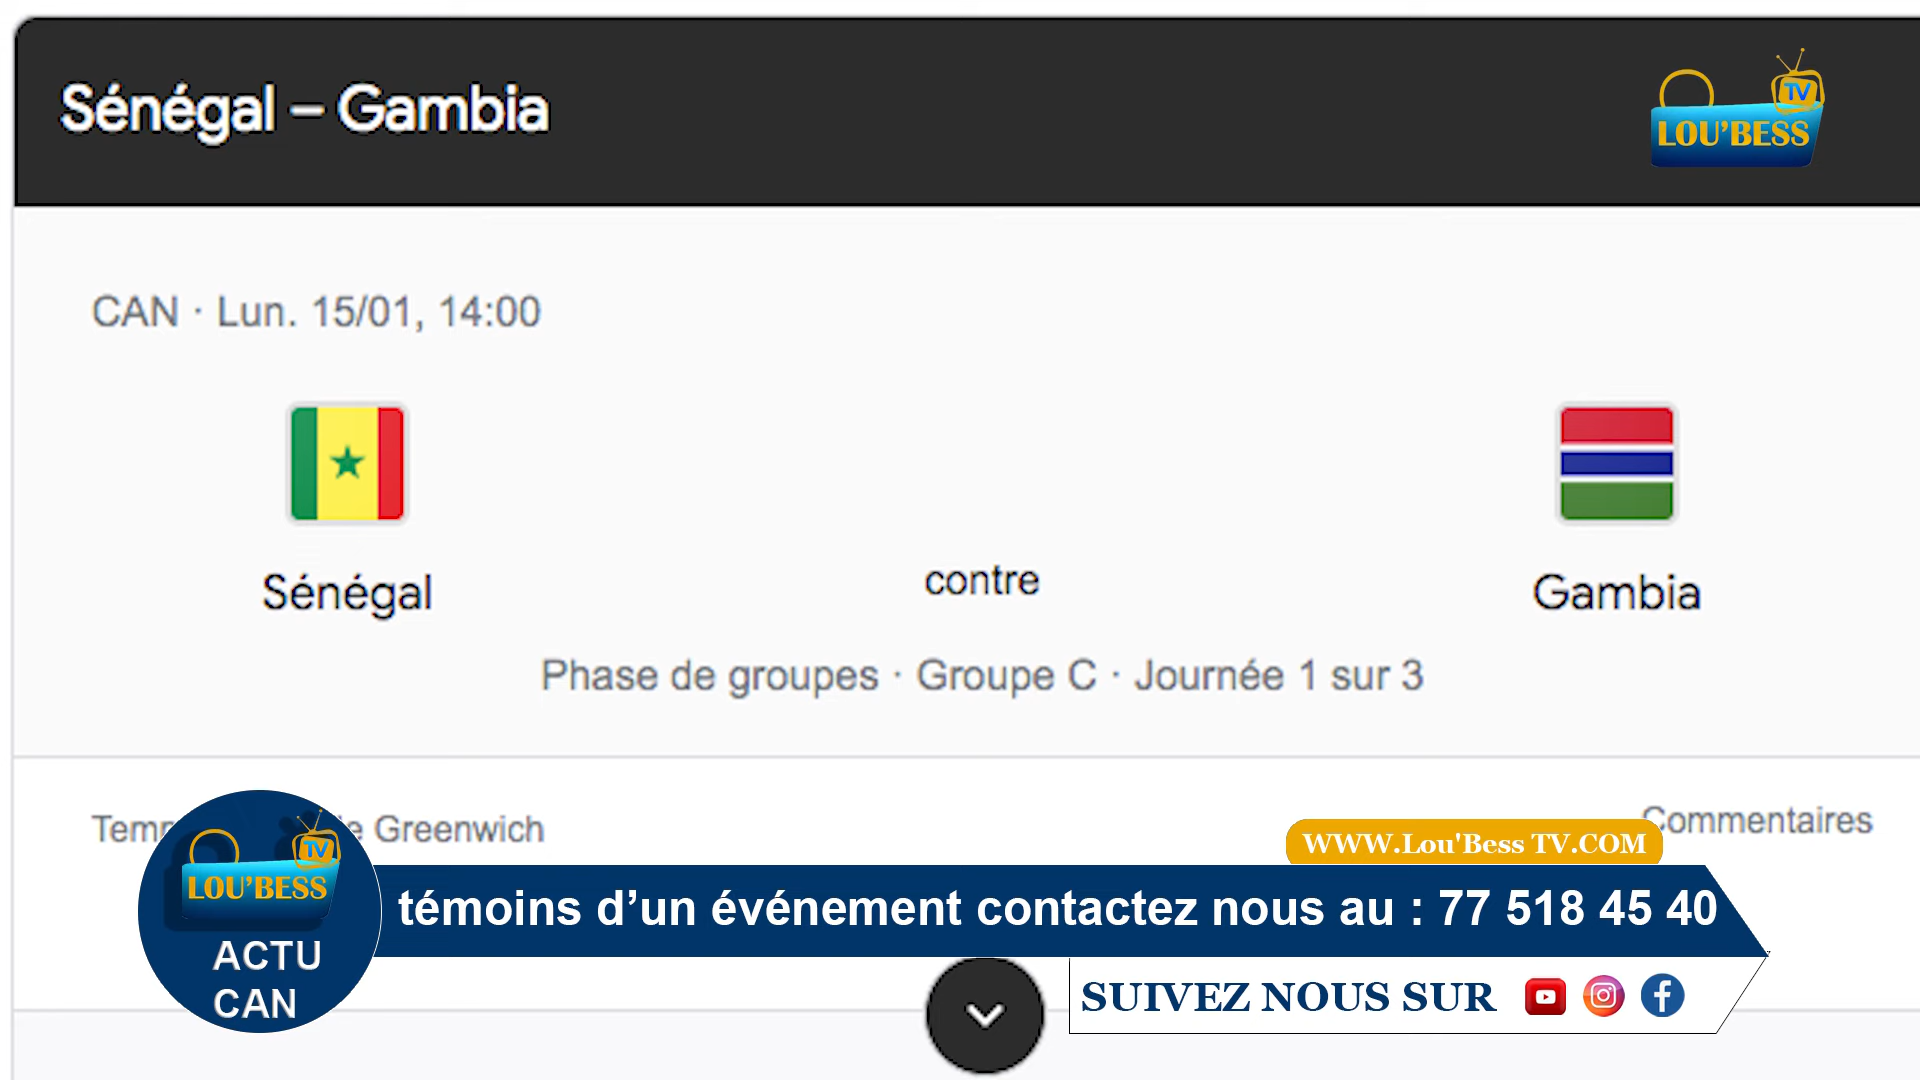 Sénégal – Gambia
TV
LOU'BESS
CAN · Lun. 15/01, 14:00
Sénégal
contre
Gambia
Phase de groupes · Groupe C · Journée 1 sur 3
Greenwich
Commentaires
WWW.Lou'Bess TV.COM
TV
LOU'BESS
témoins d’un événement contactez nous au : 77 518 45 40
ACTU
CAN
SUIVEZ NOUS SUR